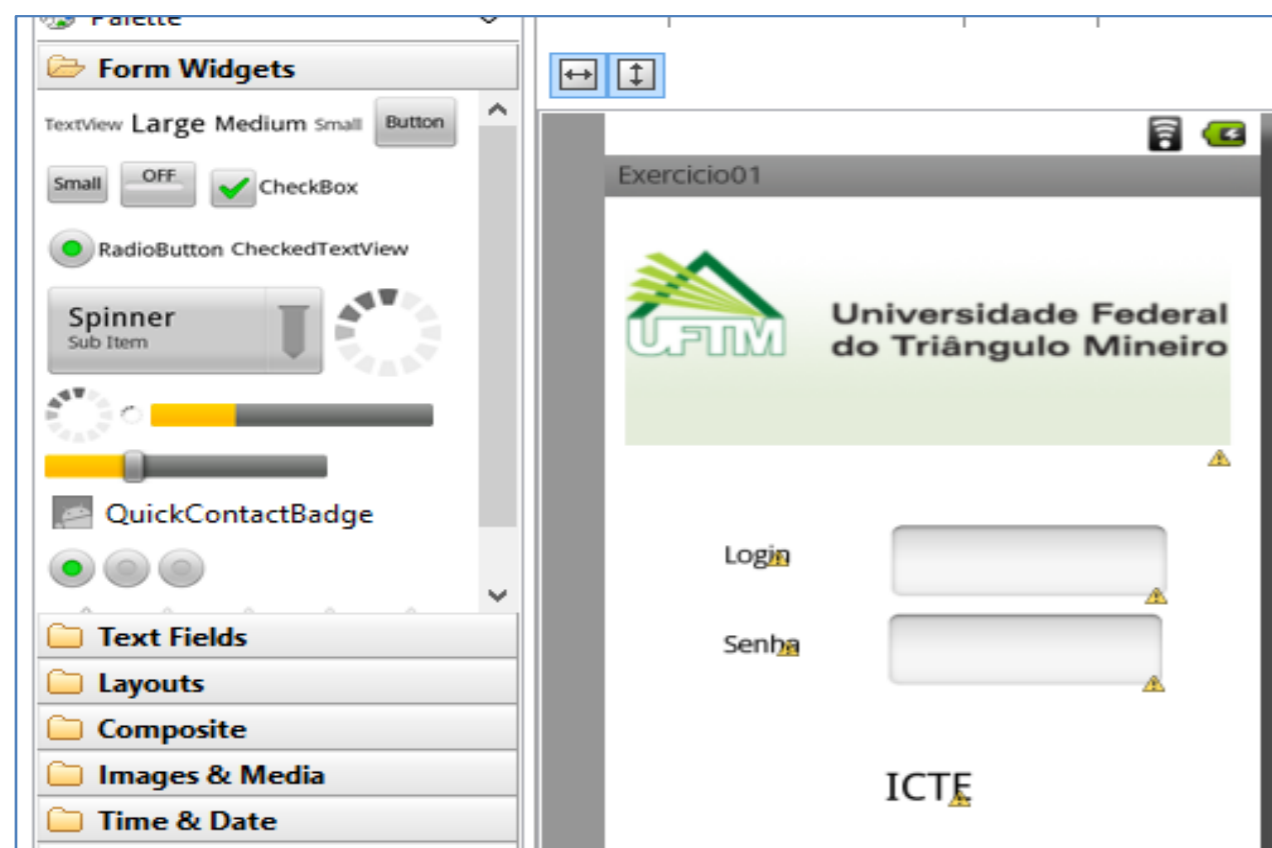 Palette
Form Widgets
TextView Large Medium Small Button
Small OFF CheckBox
RadioButton CheckedTextView
Spinner
Sub Item
QuickContactBadge
Text Fields
Layouts
Composite
Images & Media
Time & Date
Exercicio01
UFTM
Universidade Federal
do Triângulo Mineiro
Login
Senha
ICTE